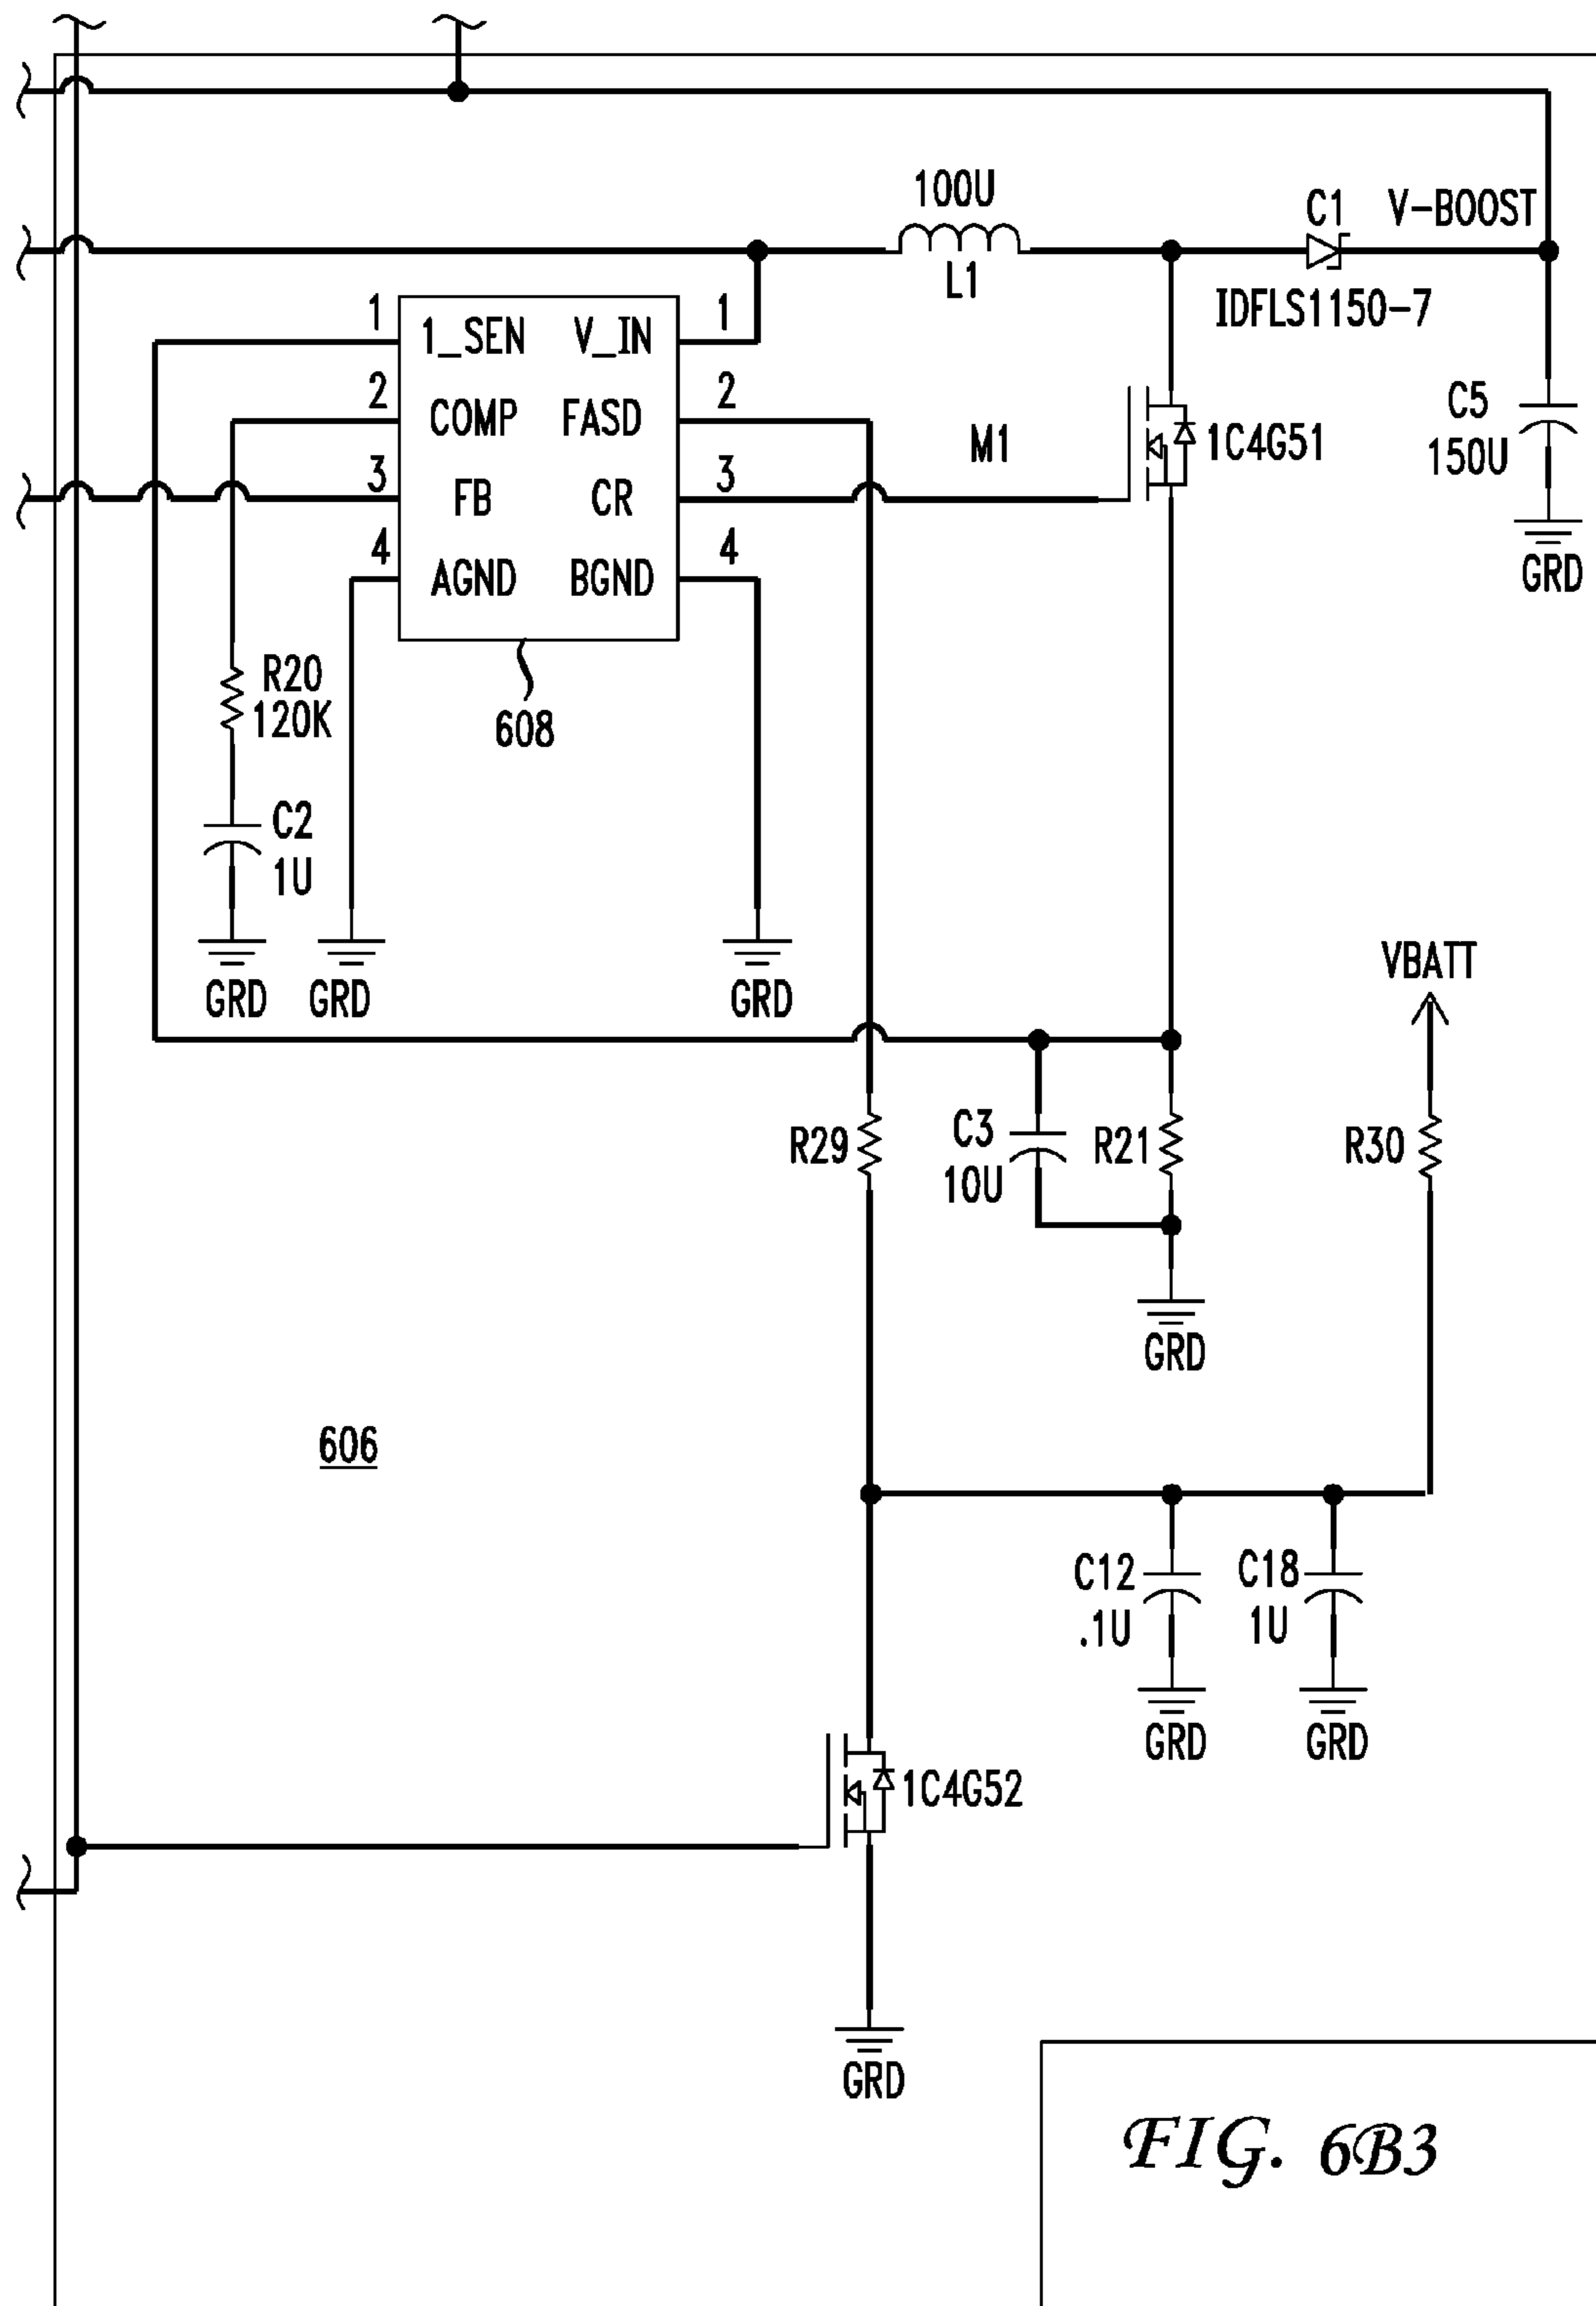 100U
L1
C1
V-BOOST
IDFLS1150-7
1
1_SEN
V_IN
1
2
COMP
FASD
2
3
FB
CR
3
4
AGND
BGND
4
M1
1C4G51
C5
150U
GRD
R20
120K
608
C2
1U
GRD
GRD
GRD
VBATT
R29
C3
10U
R21
R30
GRD
606
C12
.1U
C18
1U
GRD
GRD
1C4G52
GRD
FIG. 6B3